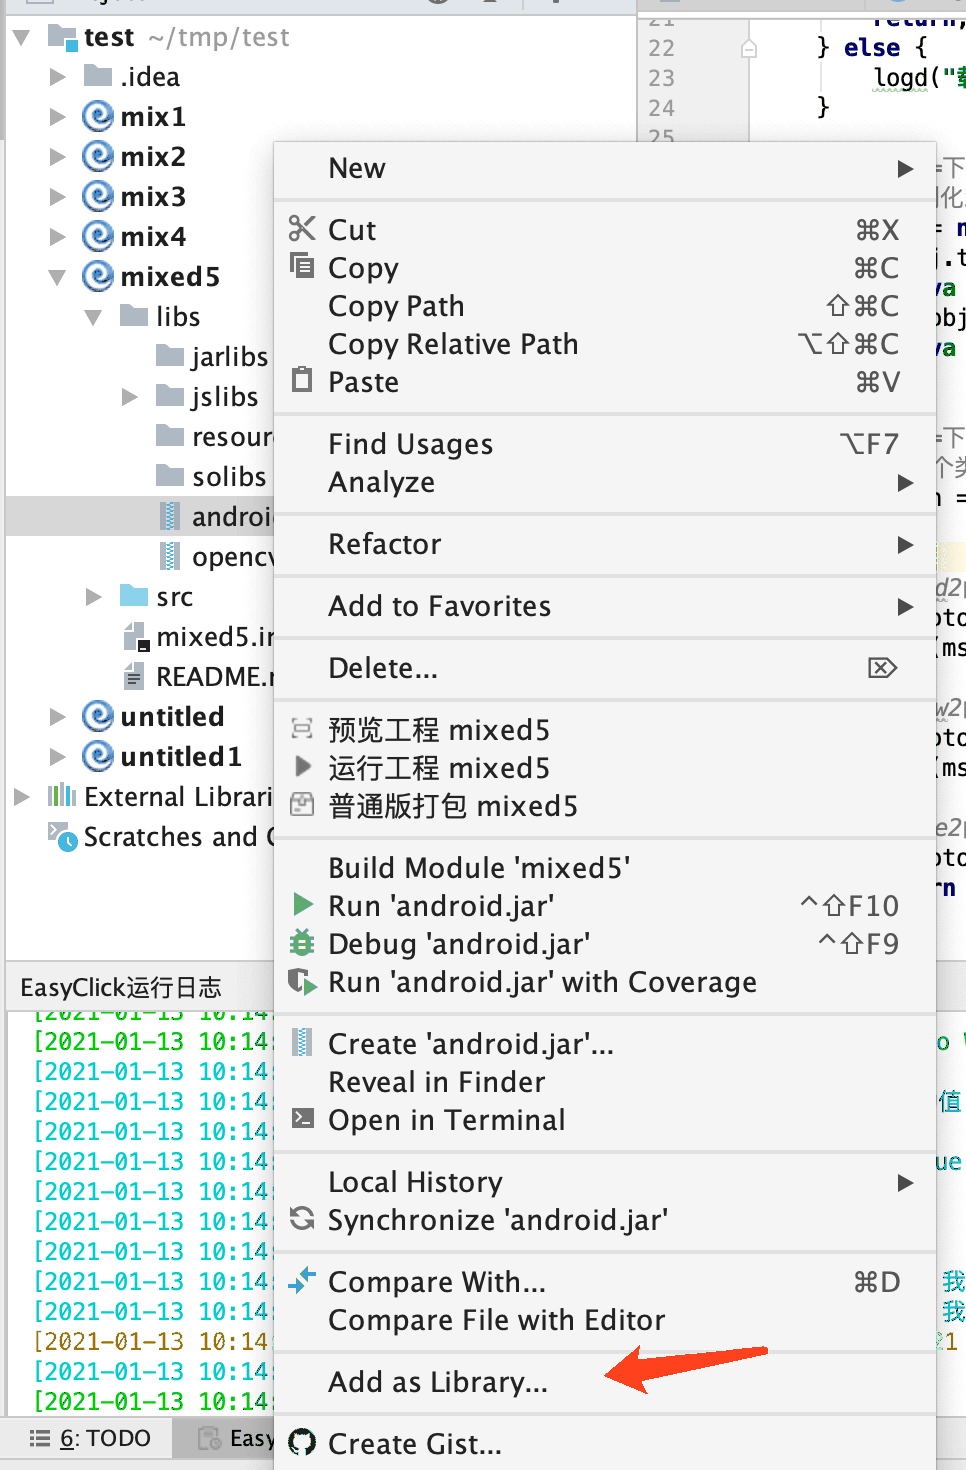 test ~/tmp/test
.idea
mix1
mix2
mix3
mix4
mixed5
libs
jarlibs
jslibs
solibs
src
README.
untitled
untitled1
External
Scratches and
21
22 } else {
23 logd("
24 }
25
New
Cut ⌘X
Copy ⌘C
Copy Path ⇧⌘C
Copy Relative Path ⌥⇧⌘C
Paste ⌘V
Find Usages ⌥F7
Analyze
Refactor
Add to Favorites
Delete... ⌦
预览工程 mixed5
运行工程 mixed5
普通版打包 mixed5
Build Module 'mixed5'
Run 'android.jar' ^⇧F10
Debug 'android.jar' ^⇧F9
Run 'android.jar' with Coverage
Create 'android.jar'...
Reveal in Finder
Open in Terminal
Local History
Synchronize 'android.jar'
Compare With... ⌘D
Compare File with Editor
Add as Library...
Create Gist...
EasyClick运行日志
[2021-01-13 10:14:
[2021-01-13 10:14:
[2021-01-13 10:14:
[2021-01-13 10:14:
[2021-01-13 10:14:
[2021-01-13 10:14:
[2021-01-13 10:14:
[2021-01-13 10:14:
[2021-01-13 10:14:
[2021-01-13 10:14:
[2021-01-13 10:14:
[2021-01-13 10:14:
[2021-01-13 10:14:
[2021-01-13 10:14:
6: TODO
Easy